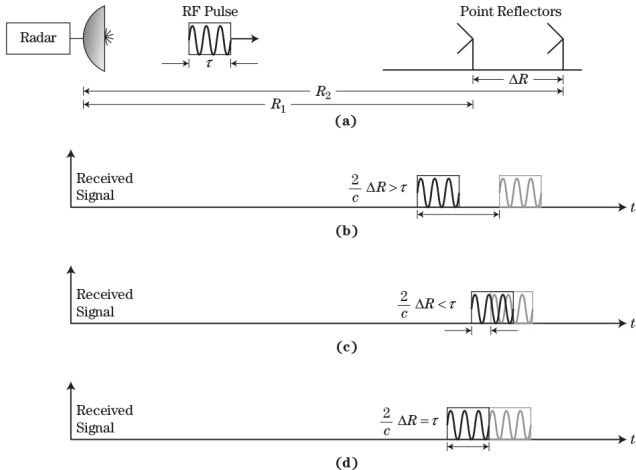 RF Pulse
Point Reflectors
Radar
τ
ΔR
R₂
R₁
(a)
Received
Signal
2/c ΔR > τ
t
(b)
Received
Signal
2/c ΔR < τ
t
(c)
Received
Signal
2/c ΔR = τ
t
(d)